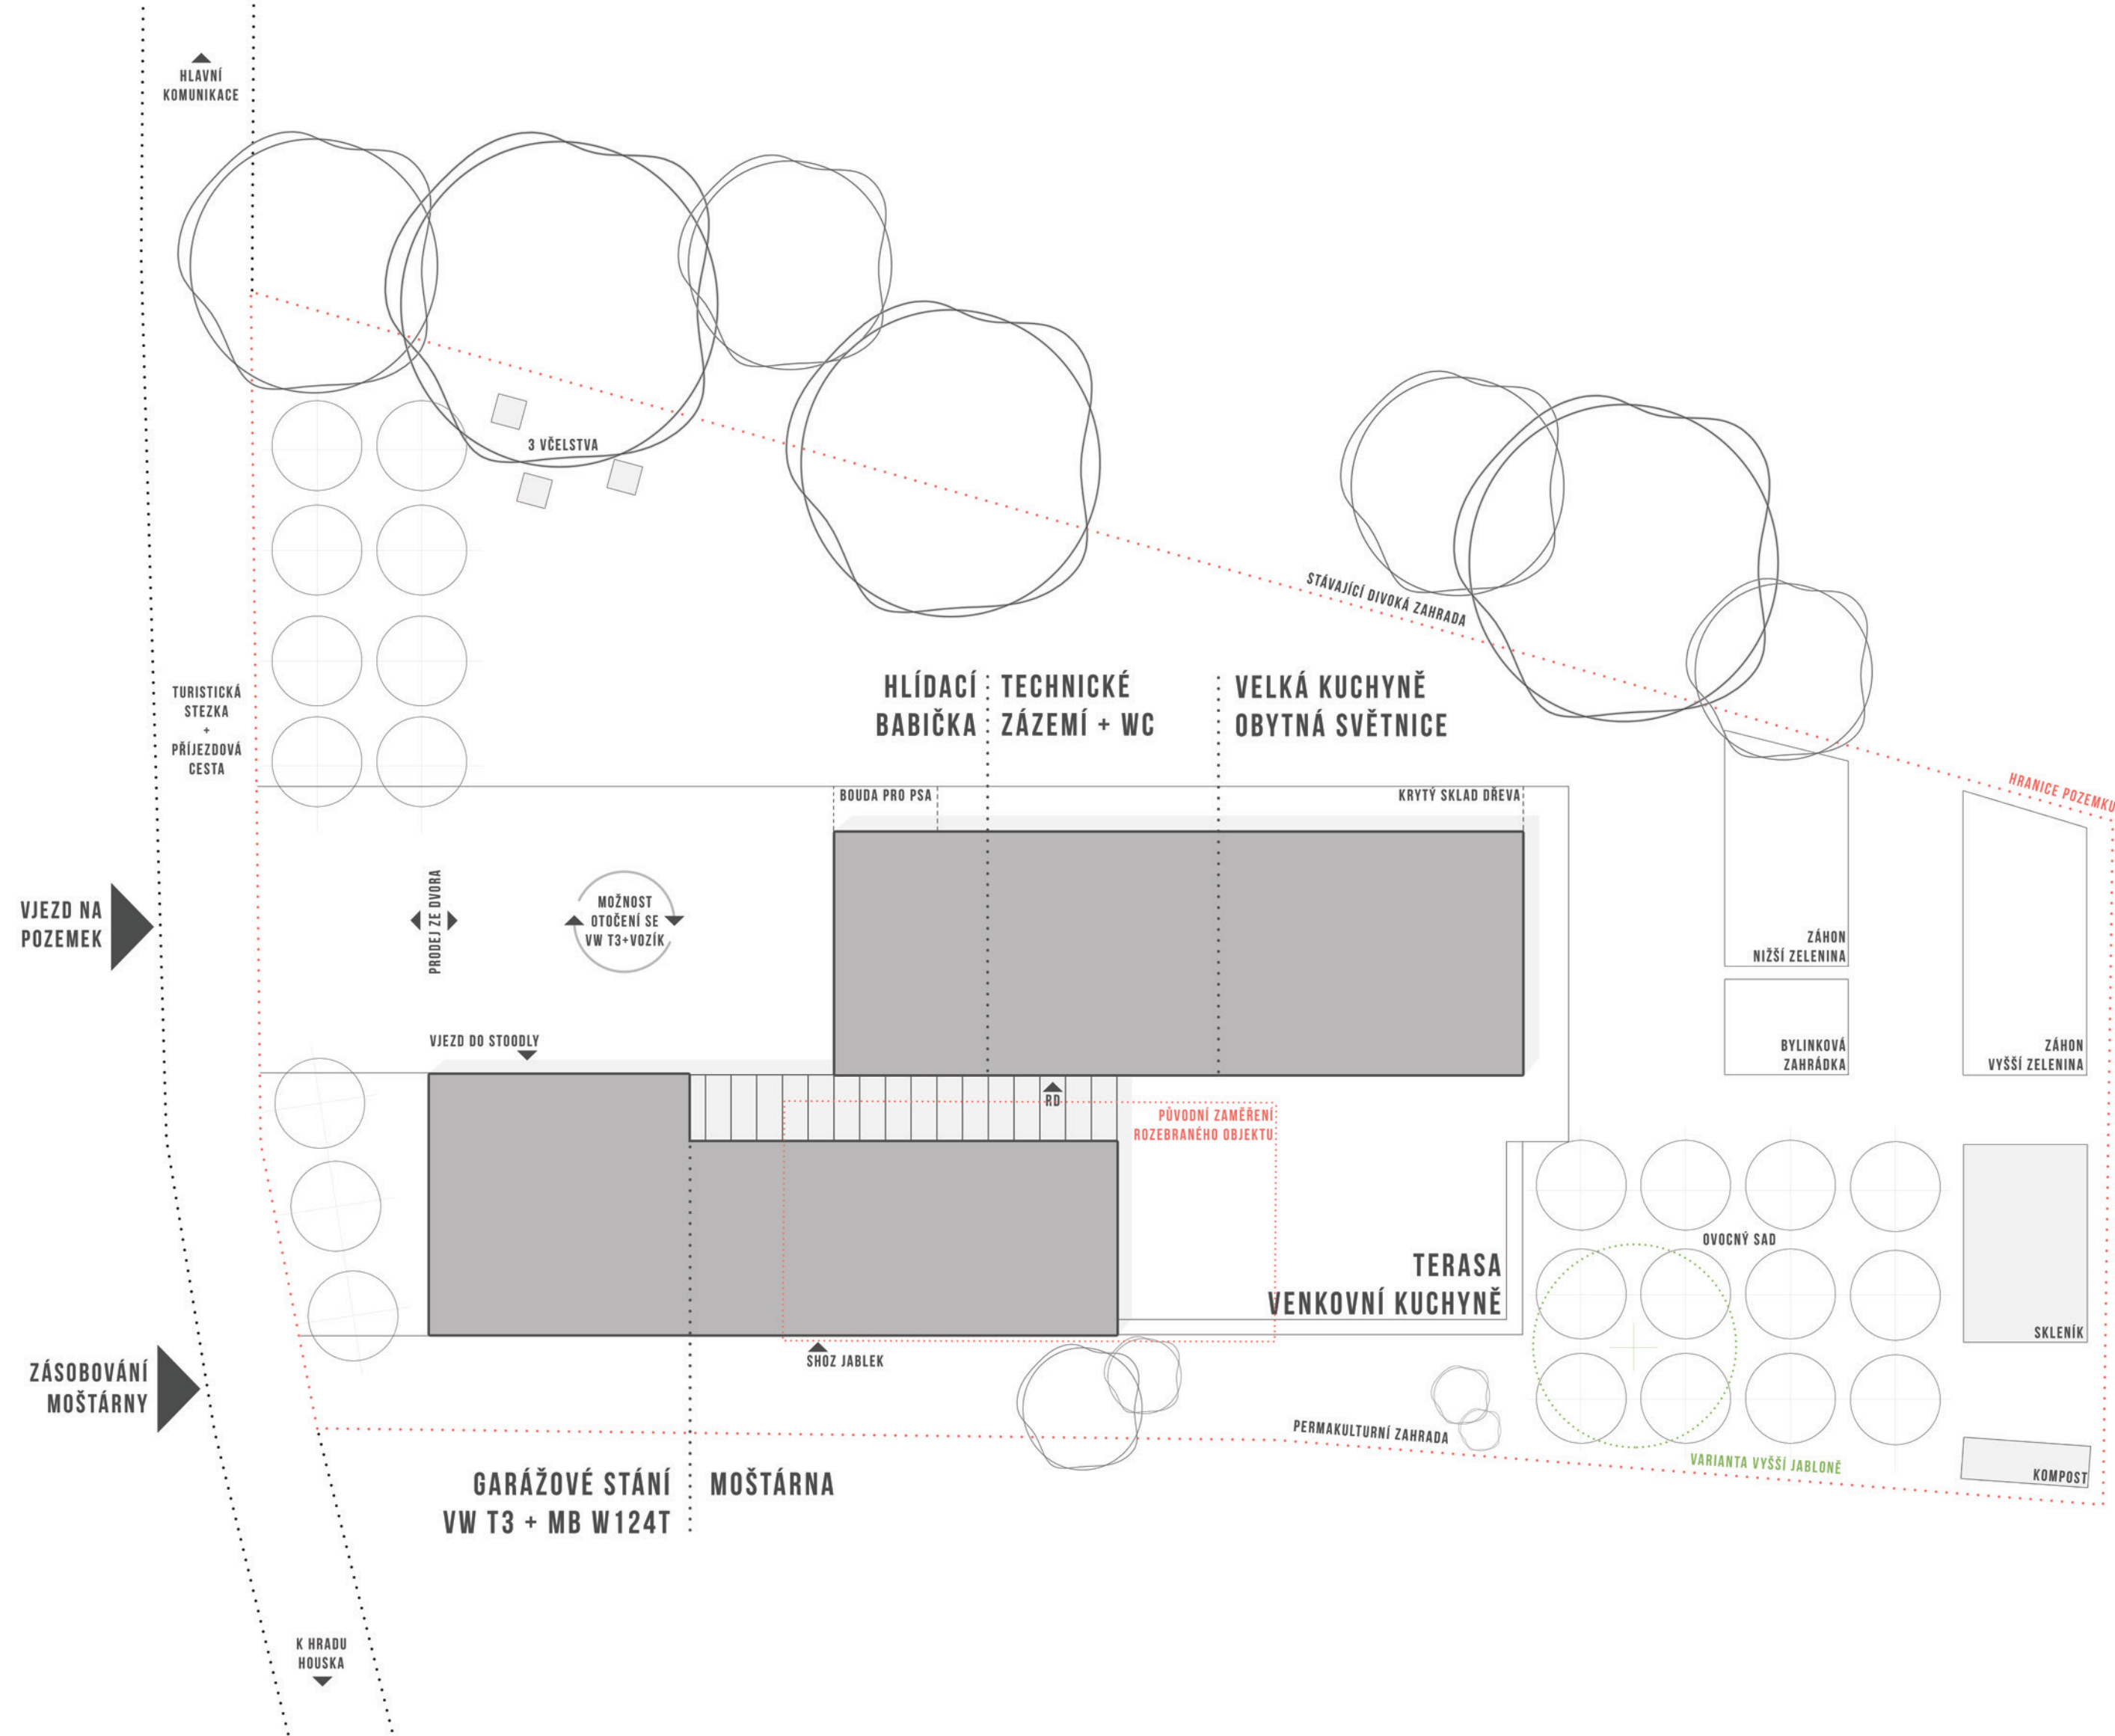 HLAVNÍ
KOMUNIKACE
3 VČELSTVA
STÁVAJÍCÍ DIVOKÁ ZAHRADA
TURISTICKÁ
STEZKA
+
PŘÍJEZDOVÁ
CESTA
HLÍDACÍ
BABIČKA
TECHNICKÉ
ZÁZEMÍ + WC
VELKÁ KUCHYNĚ
OBYTNÁ SVĚTNICE
HRANICE POZEMKU
BOUDA PRO PSA
KRYTÝ SKLAD DŘEVA
VJEZD NA
POZEMEK
PRODEJ ZE DVORA
MOŽNOST
OTOČENÍ SE
VW T3+VOZÍK
ZÁHON
NIŽŠÍ ZELENINA
VJEZD DO STOODLY
BYLINKOVÁ
ZAHRÁDKA
ZÁHON
VYŠŠÍ ZELENINA
RD
PŮVODNÍ ZAMĚŘENÍ
ROZEBRANÉHO OBJEKTU
OVOCNÝ SAD
TERASA
VENKOVNÍ KUCHYNĚ
SKLENÍK
ZÁSOBOVÁNÍ
MOŠTÁRNY
SHOZ JABLEK
PERMAKULTURNÍ ZAHRADA
VARIANTA VYŠŠÍ JABLONĚ
KOMPOST
GARÁŽOVÉ STÁNÍ
VW T3 + MB W124T
MOŠTÁRNA
K HRADU
HOUSKA